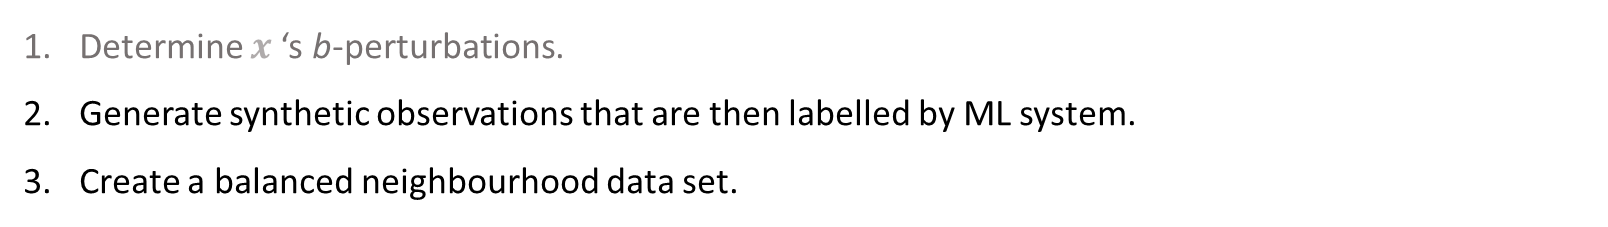 1. Determine x ‘s b-perturbations.
2. Generate synthetic observations that are then labelled by ML system.
3. Create a balanced neighbourhood data set.